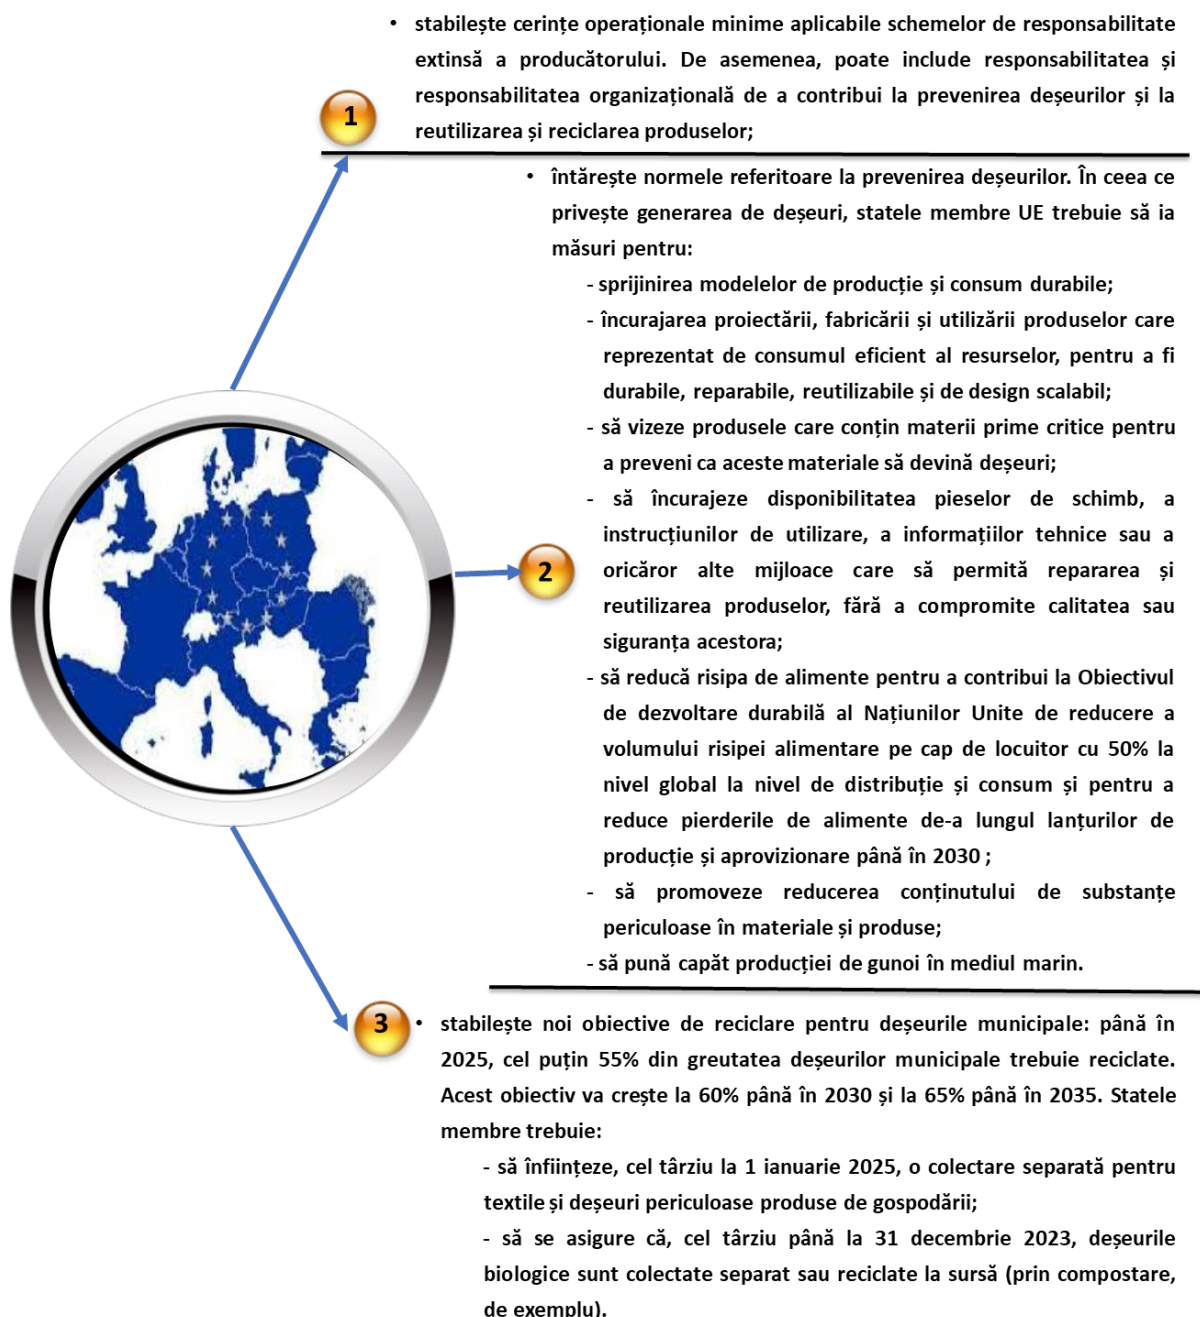 1
• stabilește cerințe operaționale minime aplicabile schemelor de responsabilitate
extinsă a producătorului. De asemenea, poate include responsabilitatea și
responsabilitatea organizațională de a contribui la prevenirea deșeurilor și la
reutilizarea și reciclarea produselor;
2
• întărește normele referitoare la prevenirea deșeurilor. În ceea ce
privește generarea de deșeuri, statele membre UE trebuie să ia
măsuri pentru:
- sprijinirea modelelor de producție și consum durabile;
- încurajarea proiectării, fabricării și utilizării produselor care
reprezentat de consumul eficient al resurselor, pentru a fi
durabile, reparabile, reutilizabile și de design scalabil;
- să vizeze produsele care conțin materii prime critice pentru
a preveni ca aceste materiale să devină deșeuri;
- să încurajeze disponibilitatea pieselor de schimb, a
instrucțiunilor de utilizare, a informațiilor tehnice sau a
oricăror alte mijloace care să permită repararea și
reutilizarea produselor, fără a compromite calitatea sau
siguranța acestora;
- să reducă risipa de alimente pentru a contribui la Obiectivul
de dezvoltare durabilă al Națiunilor Unite de reducere a
volumului risipei alimentare pe cap de locuitor cu 50% la
nivel global la nivel de distribuție și consum și pentru a
reduce pierderile de alimente de-a lungul lanțurilor de
producție și aprovizionare până în 2030 ;
- să promoveze reducerea conținutului de substanțe
periculoase în materiale și produse;
- să pună capăt producției de gunoi în mediul marin.
3
• stabilește noi obiective de reciclare pentru deșeurile municipale: până în
2025, cel puțin 55% din greutatea deșeurilor municipale trebuie reciclate.
Acest obiectiv va crește la 60% până în 2030 și la 65% până în 2035. Statele
membre trebuie:
- să înființeze, cel târziu la 1 ianuarie 2025, o colectare separată pentru
textile și deșeuri periculoase produse de gospodării;
- să se asigure că, cel târziu până la 31 decembrie 2023, deșeurile
biologice sunt colectate separat sau reciclate la sursă (prin compostare,
de exemplu).